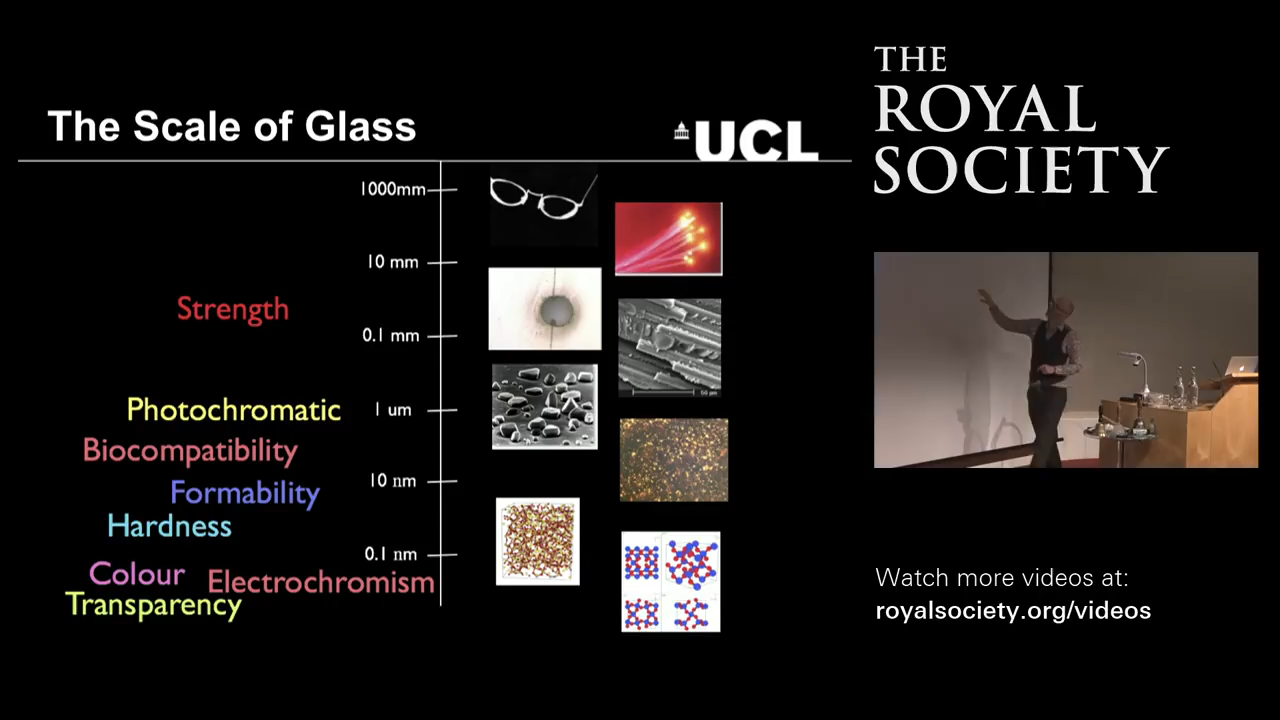 The Scale of Glass
UCL
1000mm
10 mm
Strength
0.1 mm
Photochromatic
1 um
Biocompatibility
10 nm
Formability
Hardness
0.1 nm
Colour
Electrochromism
Transparency
THE
ROYAL
SOCIETY
Watch more videos at:
royalsociety.org/videos